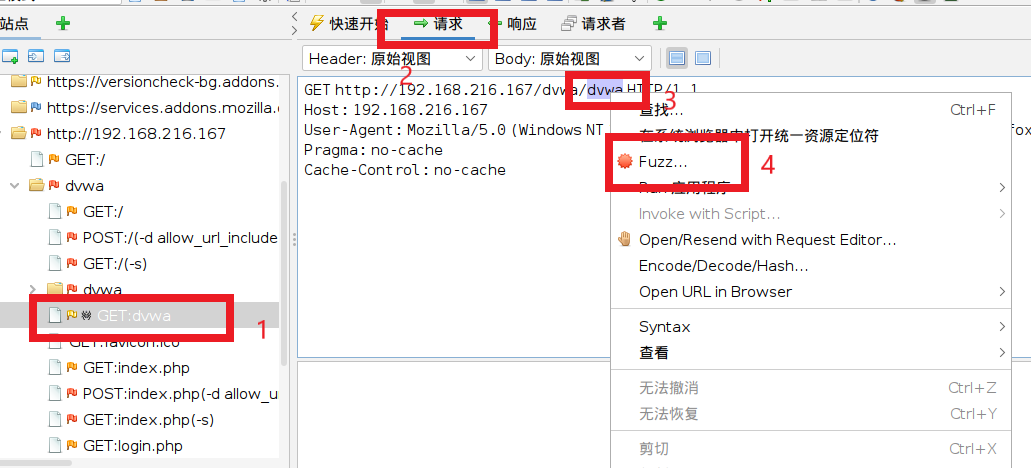 站点
快速开始
请求
响应
请求者
Header: 原始视图
Body: 原始视图
2
https://versioncheck-bg.addons.
https://services.addons.mozilla.
http://192.168.216.167
GET:/
dvwa
GET:/
POST:/(-d allow_url_include
GET:/(-s)
dvwa
GET:dvwa
1
GET:favicon.ico
GET:index.php
POST:index.php(-d allow_u
GET:index.php(-s)
GET:login.php
GET http://192.168.216.167/dvwa/dvwa HTTP/1.1
3
Host: 192.168.216.167
User-Agent: Mozilla/5.0 (Windows NT
fox
Pragma: no-cache
Cache-Control: no-cache
查找... Ctrl+F
在系统浏览器中打开统一资源定位符
Fuzz...
4
Run 应用程序
Invoke with Script...
Open/Resend with Request Editor...
Encode/Decode/Hash...
Open URL in Browser
Syntax
查看
无法撤消 Ctrl+Z
无法恢复 Ctrl+Y
剪切 Ctrl+X